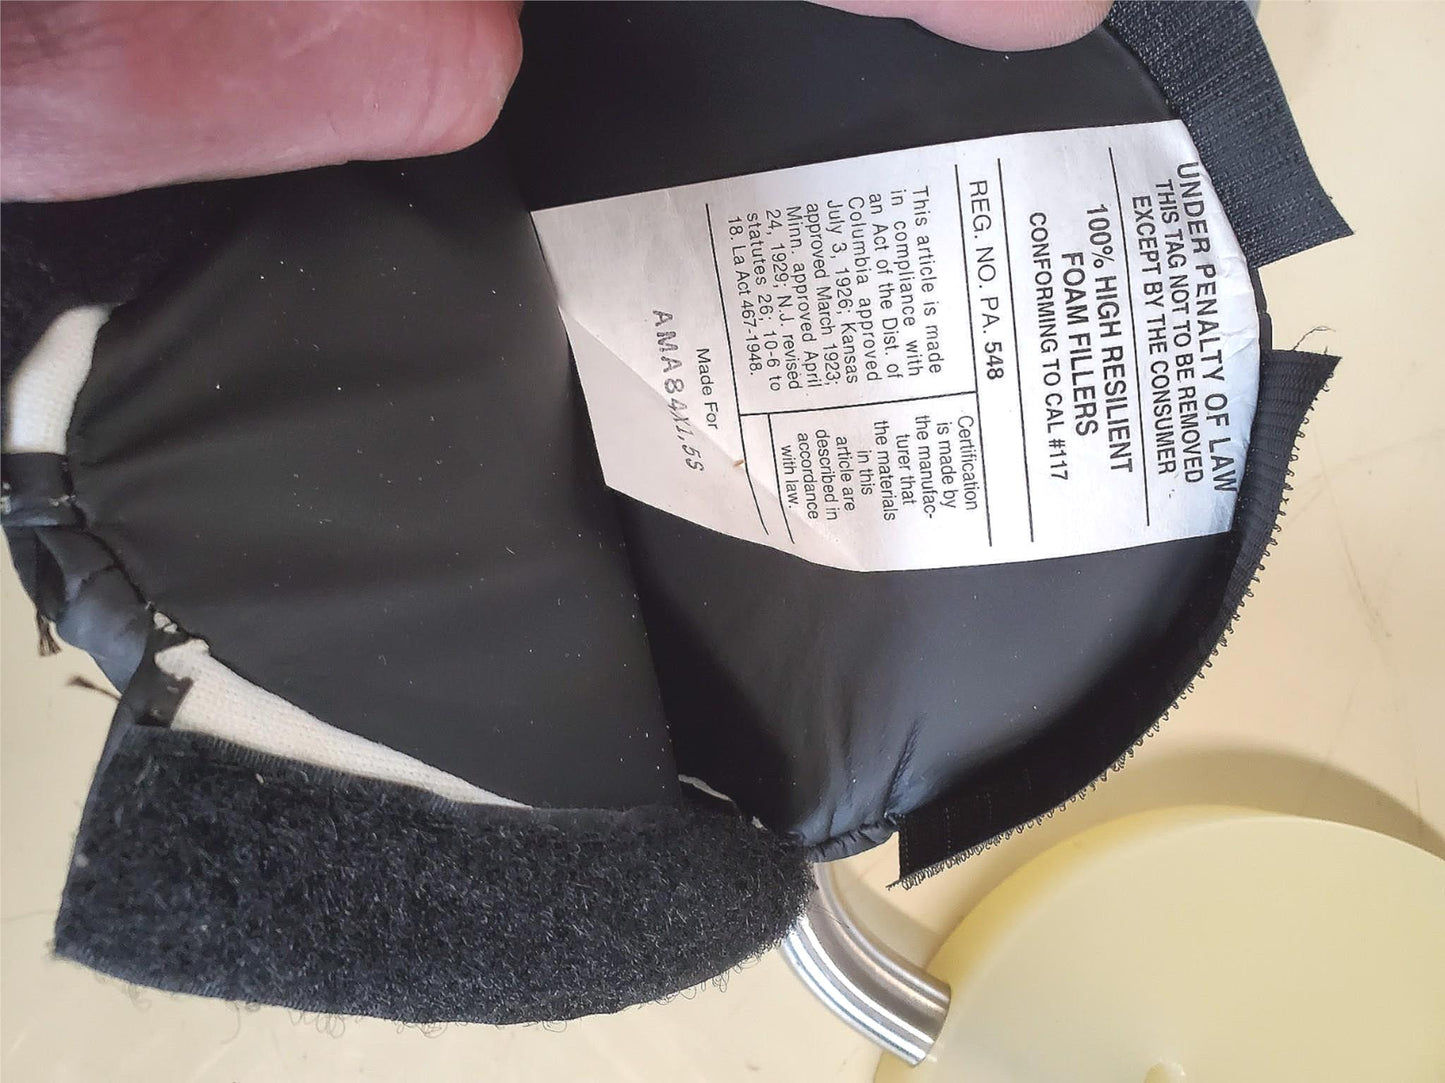 UNDER PENALTY OF LAW
THIS TAG NOT TO BE REMOVED
EXCEPT BY THE CONSUMER
100% HIGH RESILIENT
FOAM FILLERS
CONFORMING TO CAL #117
REG. NO. PA. 548
This article is made
in compliance with
an Act of the Dist. of
Columbia approved
July 3, 1926; Kansas
approved March 1923;
Minn. approved April
24, 1929; N.J. revised
statutes 26; 10-6 to
18. La Act 467-1948.
Certification
is made by
the manufac-
turer that
the materials
in this
article are
described in
accordance
with law.
Made For
AMA84X1,5S